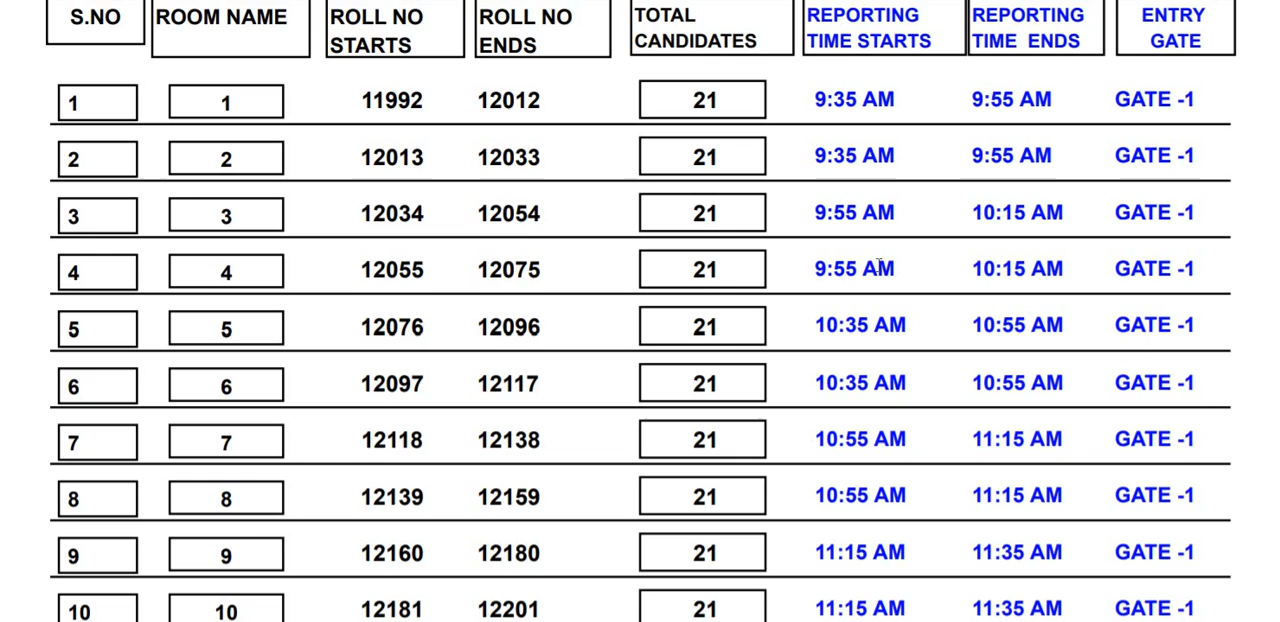 S.NO ROOM NAME ROLL NO STARTS ROLL NO ENDS TOTAL CANDIDATES REPORTING TIME STARTS REPORTING TIME ENDS ENTRY GATE
1 1 11992 12012 21 9:35 AM 9:55 AM GATE -1
2 2 12013 12033 21 9:35 AM 9:55 AM GATE -1
3 3 12034 12054 21 9:55 AM 10:15 AM GATE -1
4 4 12055 12075 21 9:55 AM 10:15 AM GATE -1
5 5 12076 12096 21 10:35 AM 10:55 AM GATE -1
6 6 12097 12117 21 10:35 AM 10:55 AM GATE -1
7 7 12118 12138 21 10:55 AM 11:15 AM GATE -1
8 8 12139 12159 21 10:55 AM 11:15 AM GATE -1
9 9 12160 12180 21 11:15 AM 11:35 AM GATE -1
10 10 12181 12201 21 11:15 AM 11:35 AM GATE -1